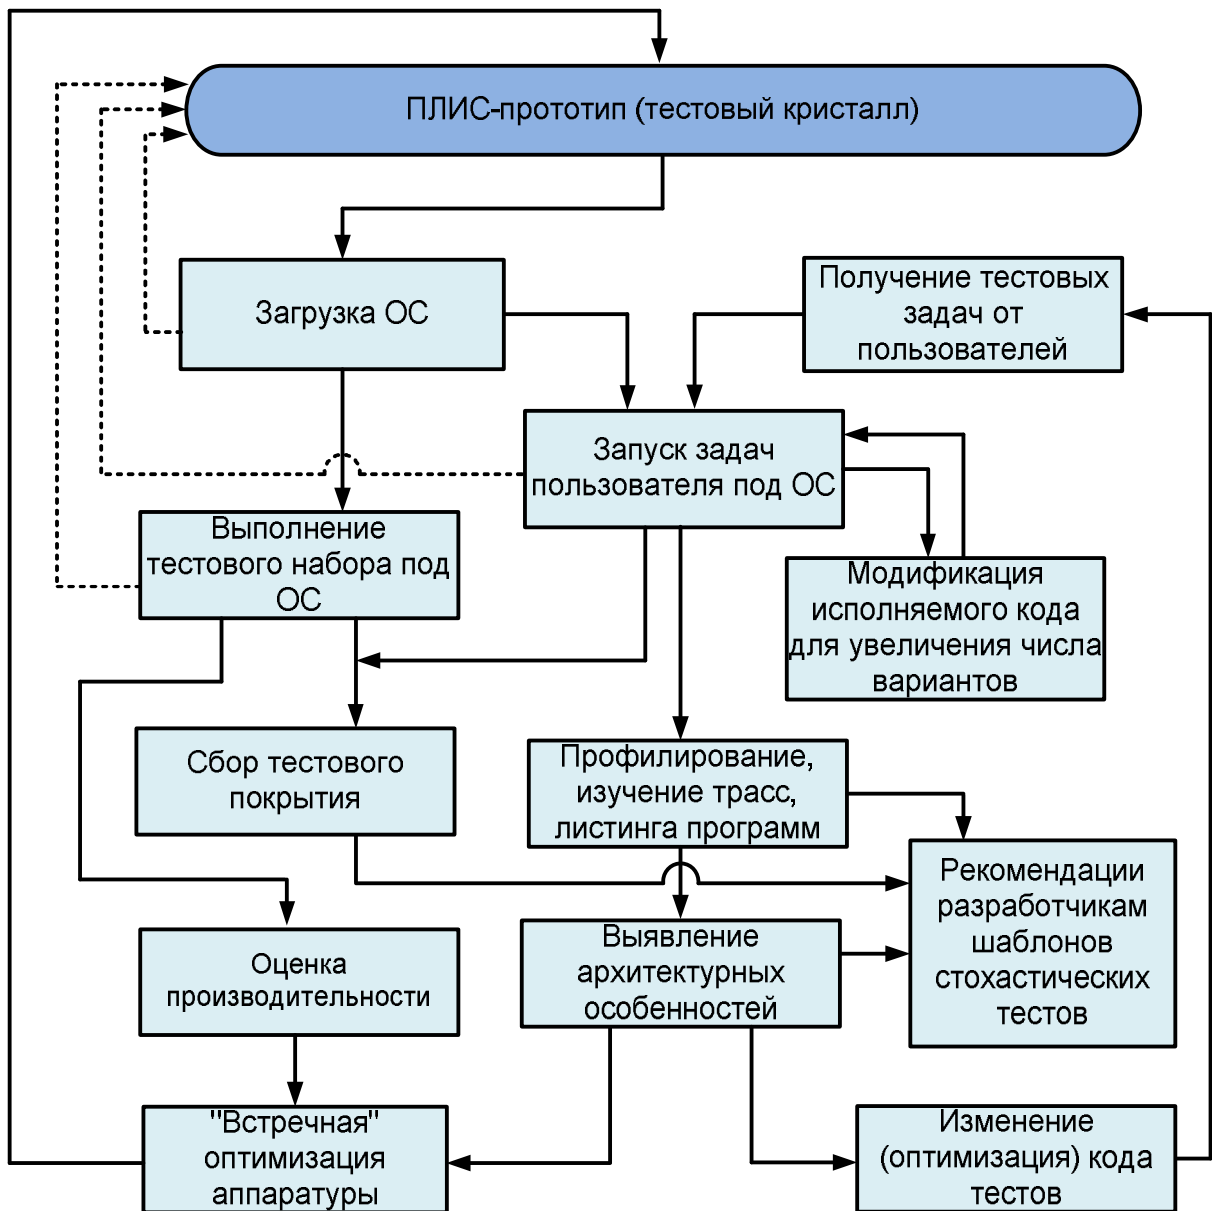 ПЛИС-прототип (тестовый кристалл)
Загрузка ОС
Получение тестовых
задач от
пользователей
Запуск задач
пользователя под ОС
Выполнение
тестового набора под
ОС
Модификация
исполняемого кода
для увеличения числа
вариантов
Сбор тестового
покрытия
Профилирование,
изучение трасс,
листинга программ
Рекомендации
разработчикам
шаблонов
стохастических
тестов
Выявление
архитектурных
особенностей
Оценка
производительности
"Встречная"
оптимизация
аппаратуры
Изменение
(оптимизация) кода
тестов